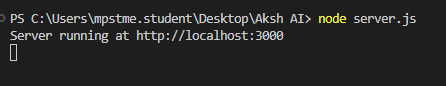 PS C:\Users\mpstme.student\Desktop\Aksh AI> node server.js
Server running at http://localhost:3000